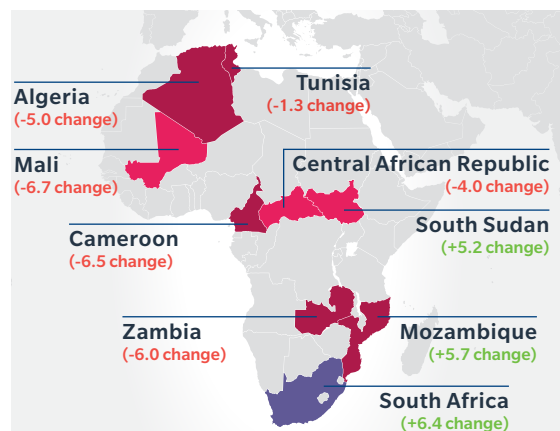 Algeria
(-5.0 change)
Tunisia
(-1.3 change)
Mali
(-6.7 change)
Central African Republic
(-4.0 change)
Cameroon
(-6.5 change)
South Sudan
(+5.2 change)
Zambia
(-6.0 change)
Mozambique
(+5.7 change)
South Africa
(+6.4 change)